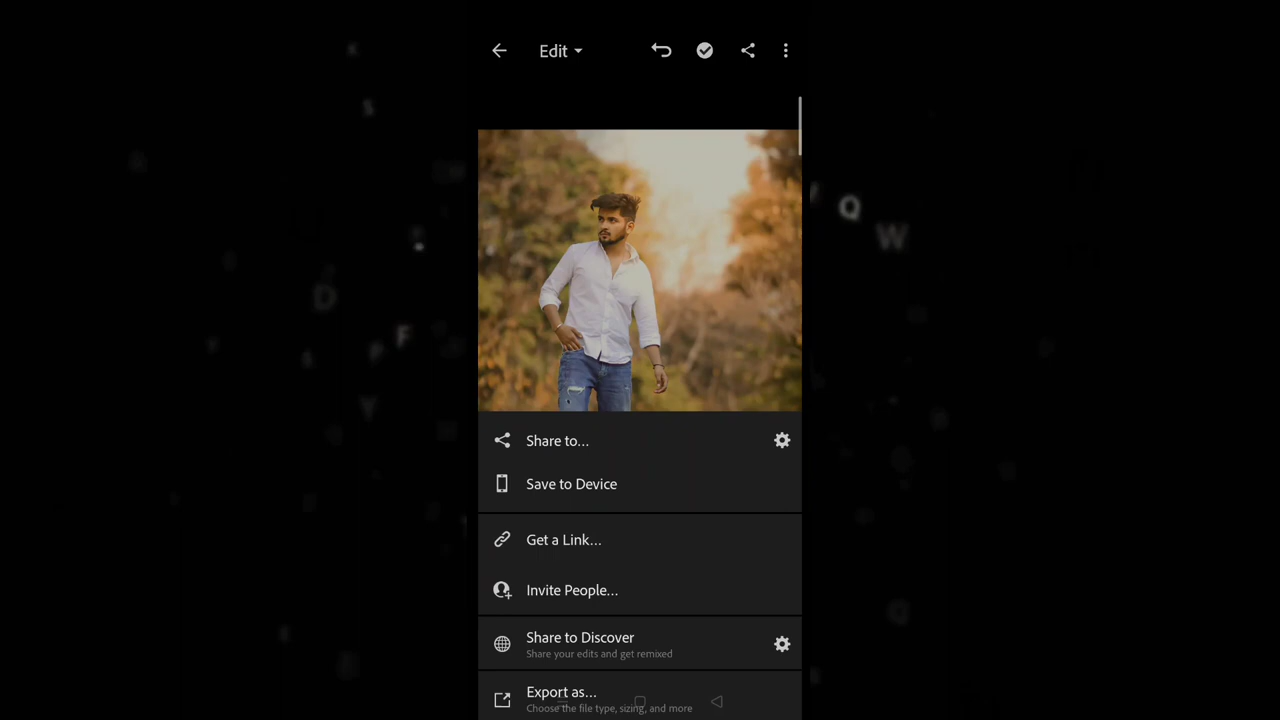 Edit
Share to...
Save to Device
Get a Link...
Invite People...
Share to Discover
Share your edits and get remixed
Export as...
Choose the file type, sizing, and more
Q
W
D
F
Y
S
K